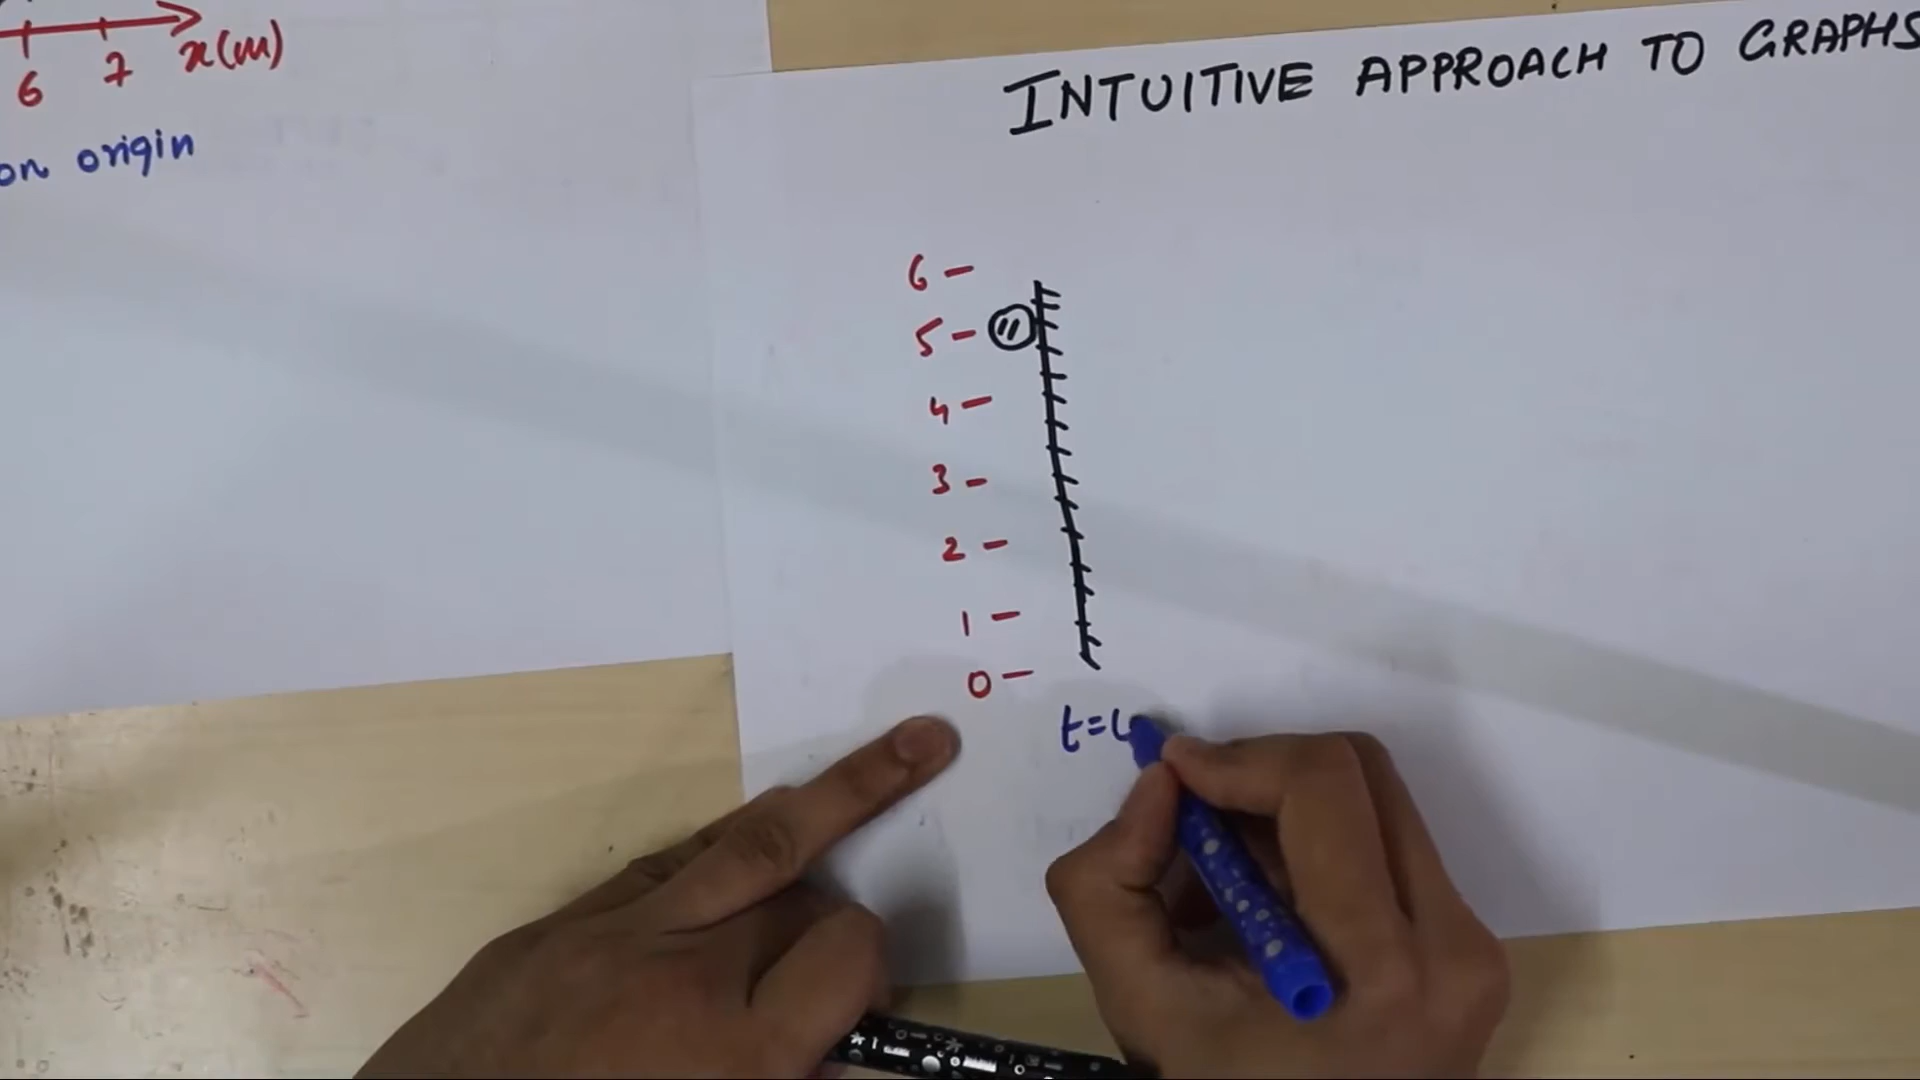 6 7 x(m)
on origin
INTUITIVE APPROACH TO GRAPHS
6
5
4
3
2
1
0
t=